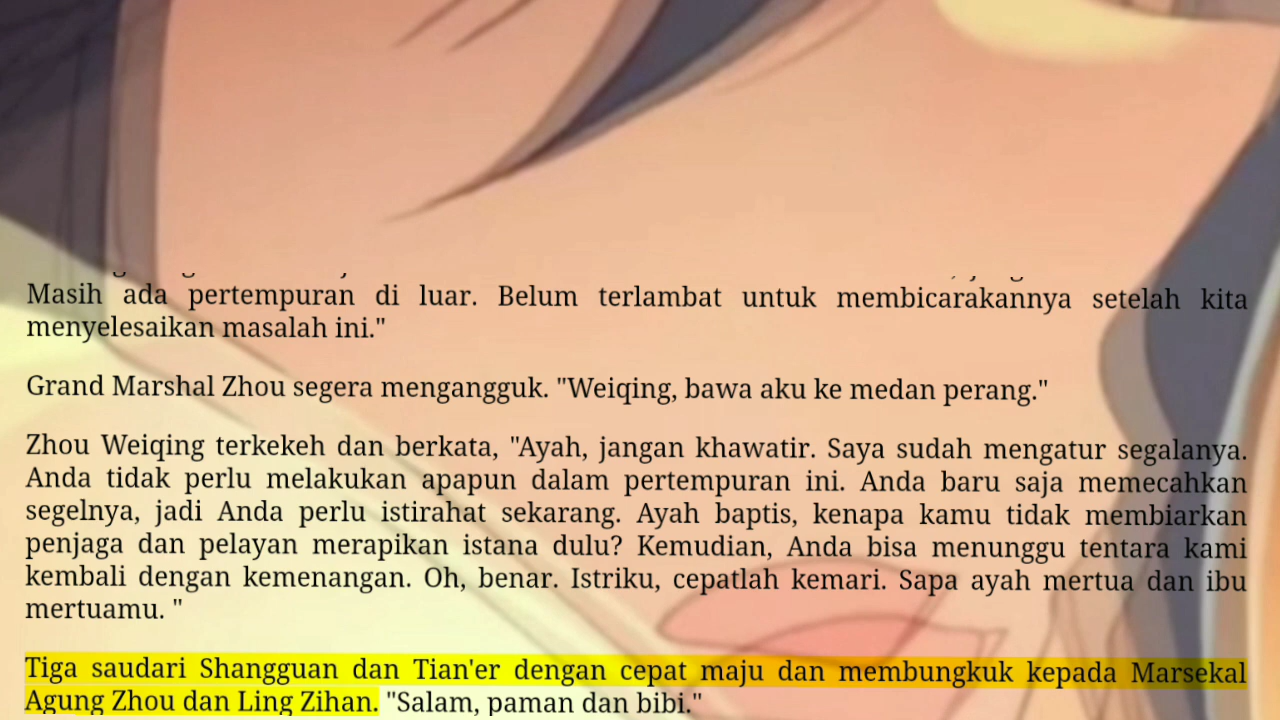 Masih ada pertempuran di luar. Belum terlambat untuk membicarakannya setelah kita
menyelesaikan masalah ini."
Grand Marshal Zhou segera mengangguk. "Weiqing, bawa aku ke medan perang."
Zhou Weiqing terkekeh dan berkata, "Ayah, jangan khawatir. Saya sudah mengatur segalanya.
Anda tidak perlu melakukan apapun dalam pertempuran ini. Anda baru saja memecahkan
segelnya, jadi Anda perlu istirahat sekarang. Ayah baptis, kenapa kamu tidak membiarkan
penjaga dan pelayan merapikan istana dulu? Kemudian, Anda bisa menunggu tentara kami
kembali dengan kemenangan. Oh, benar. Istriku, cepatlah kemari. Sapa ayah mertua dan ibu
mertuamu. "
Tiga saudari Shangguan dan Tian'er dengan cepat maju dan membungkuk kepada Marsekal
Agung Zhou dan Ling Zihan. "Salam, paman dan bibi."